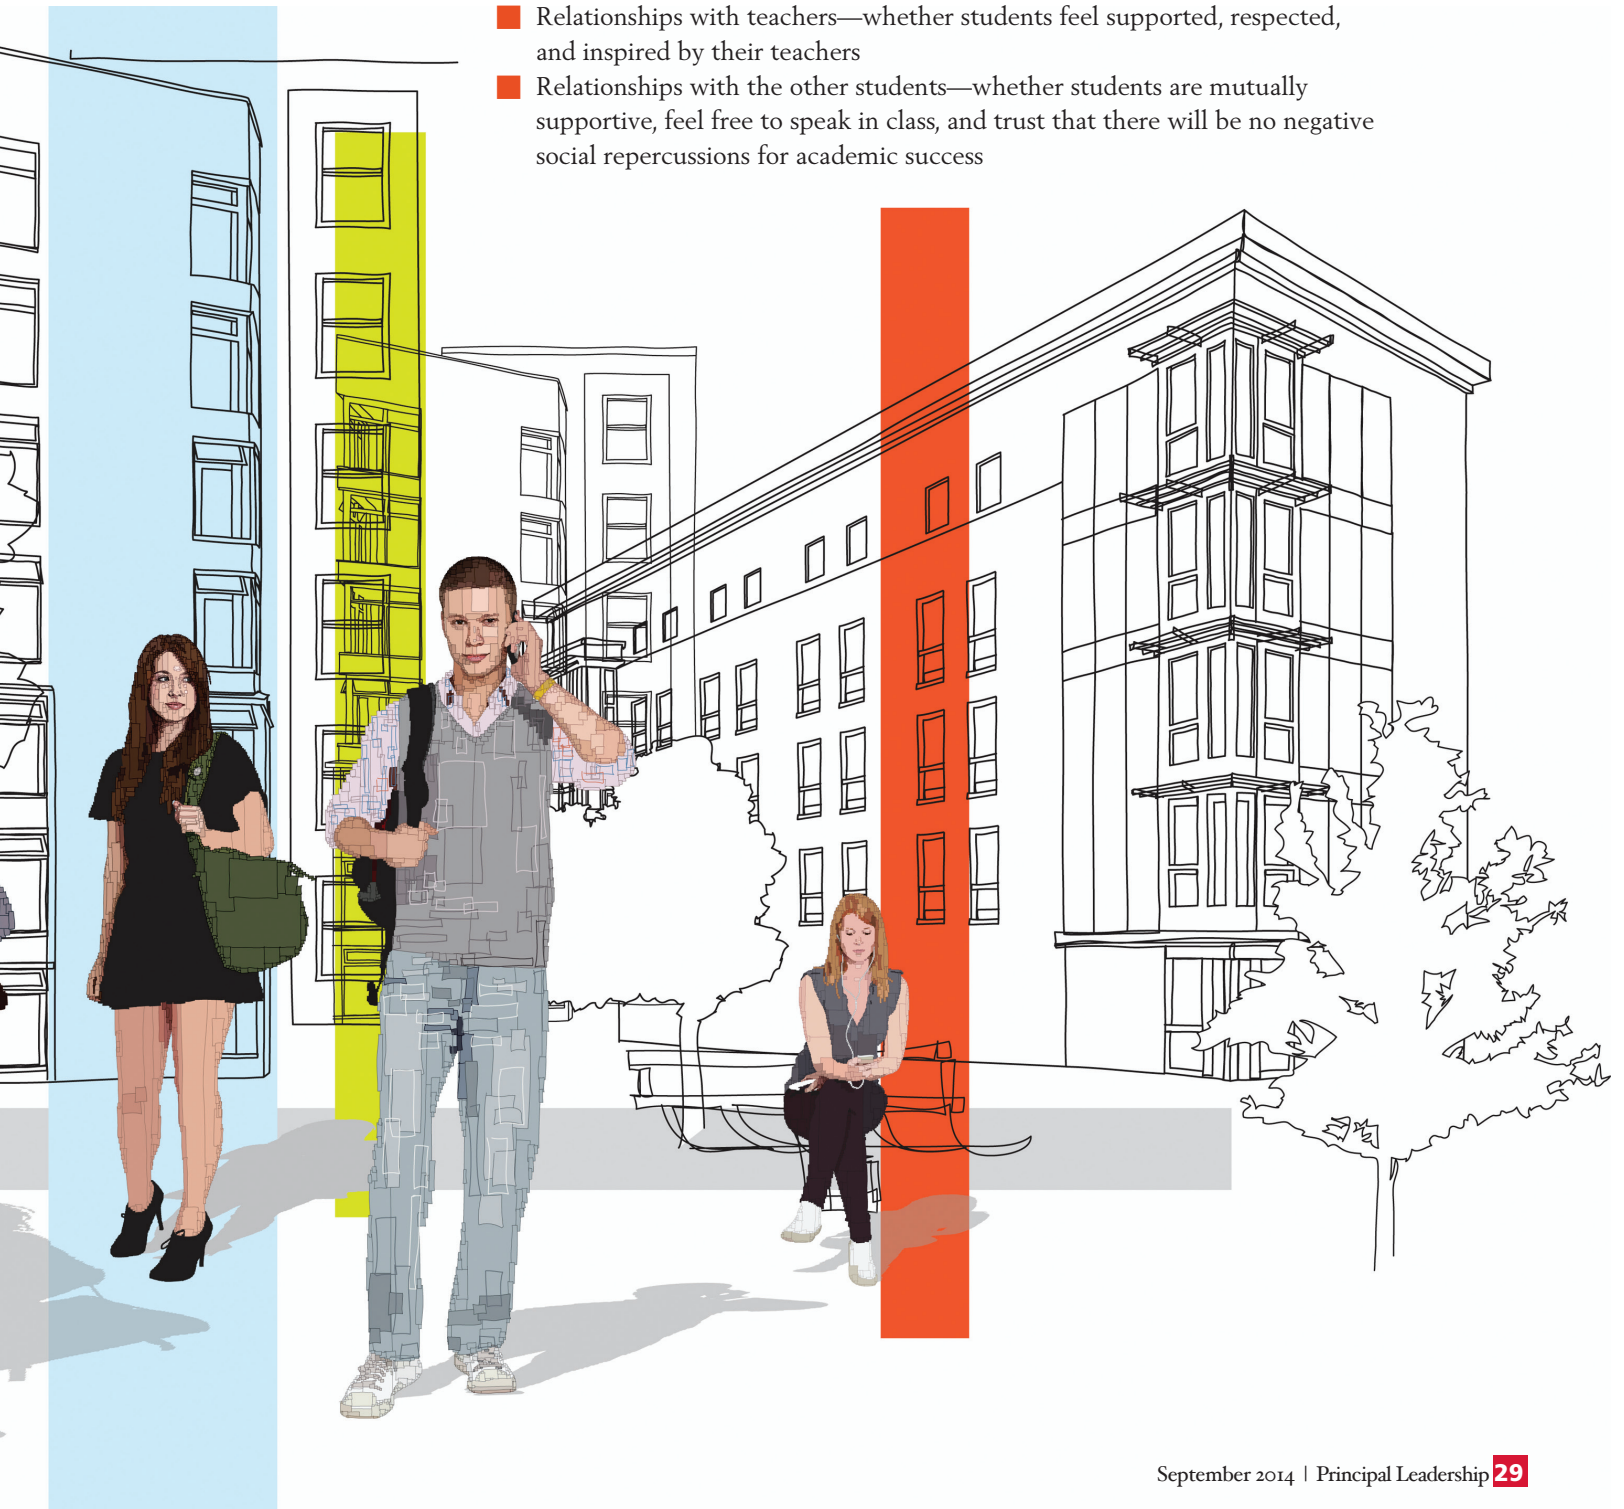 Relationships with teachers—whether students feel supported, respected,
and inspired by their teachers
Relationships with the other students—whether students are mutually
supportive, feel free to speak in class, and trust that there will be no negative
social repercussions for academic success
September 2014 | Principal Leadership 29